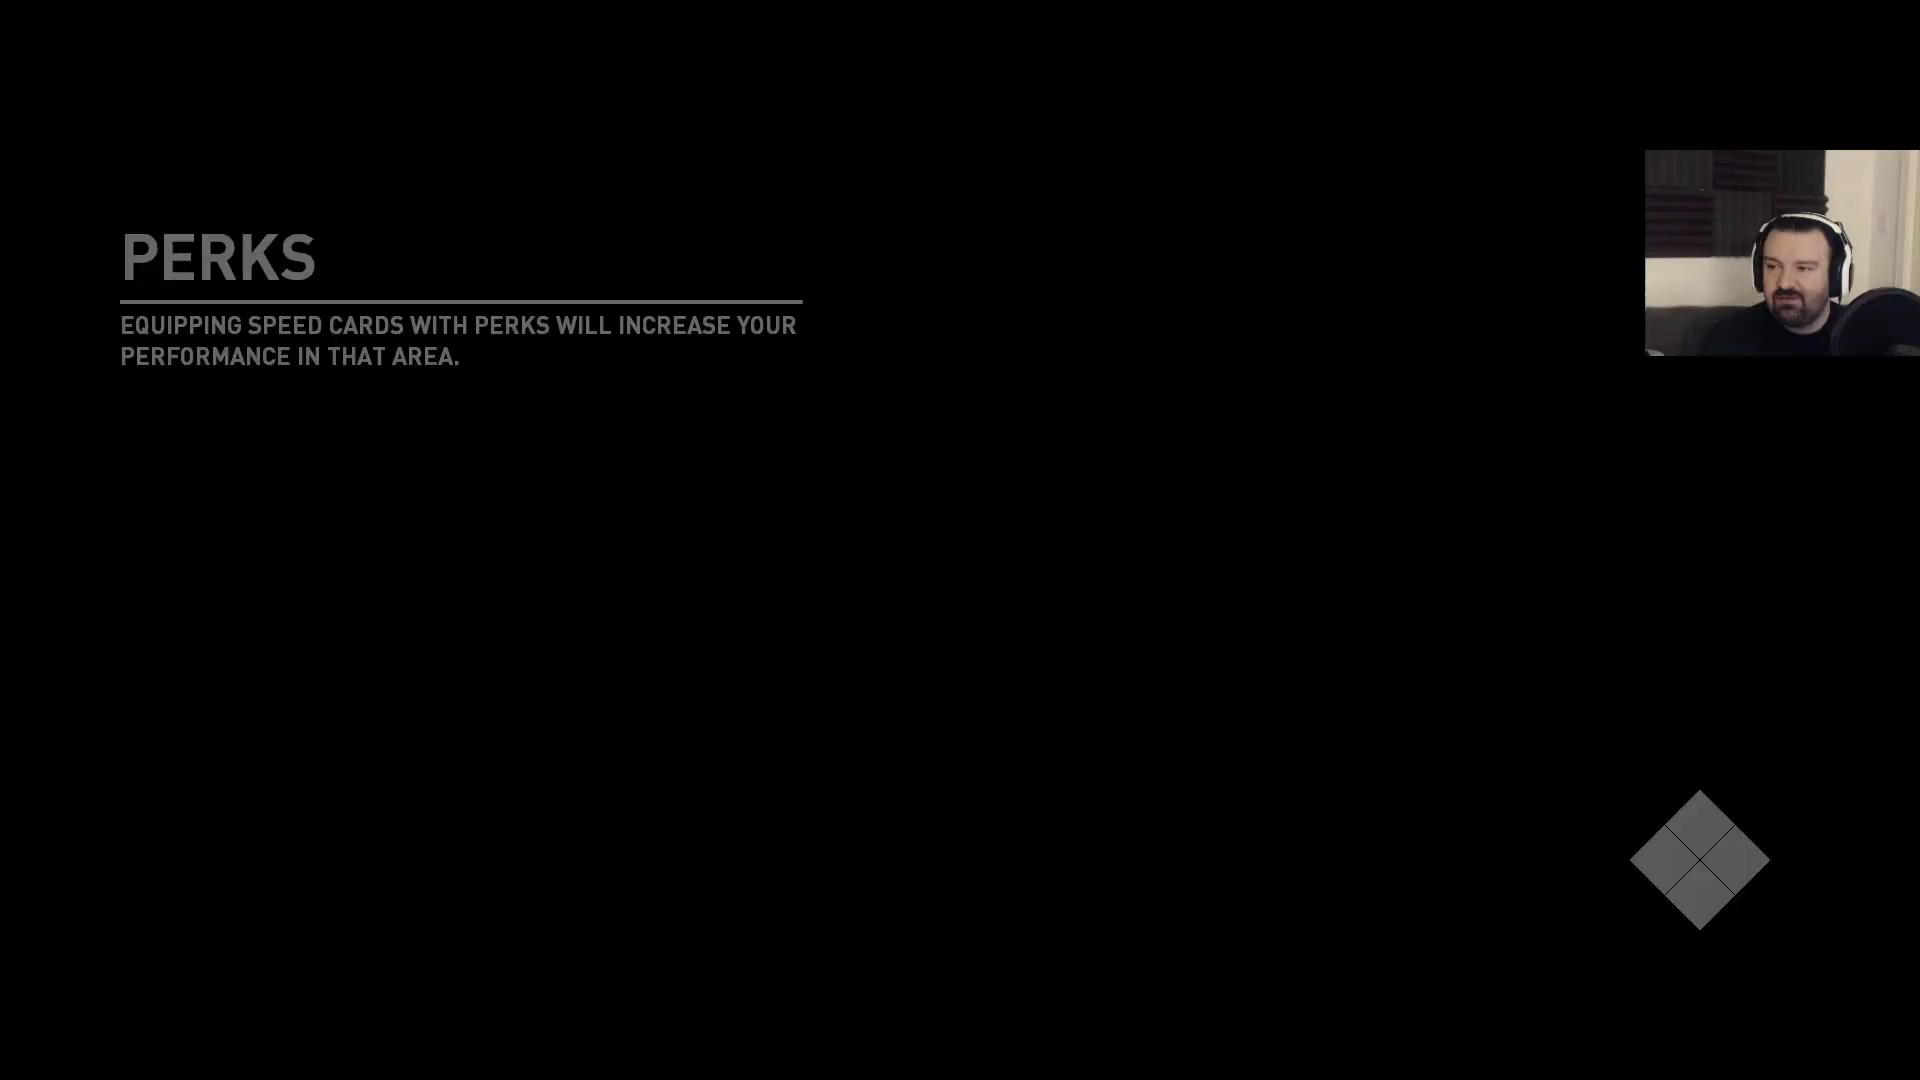 PERKS
EQUIPPING SPEED CARDS WITH PERKS WILL INCREASE YOUR
PERFORMANCE IN THAT AREA.